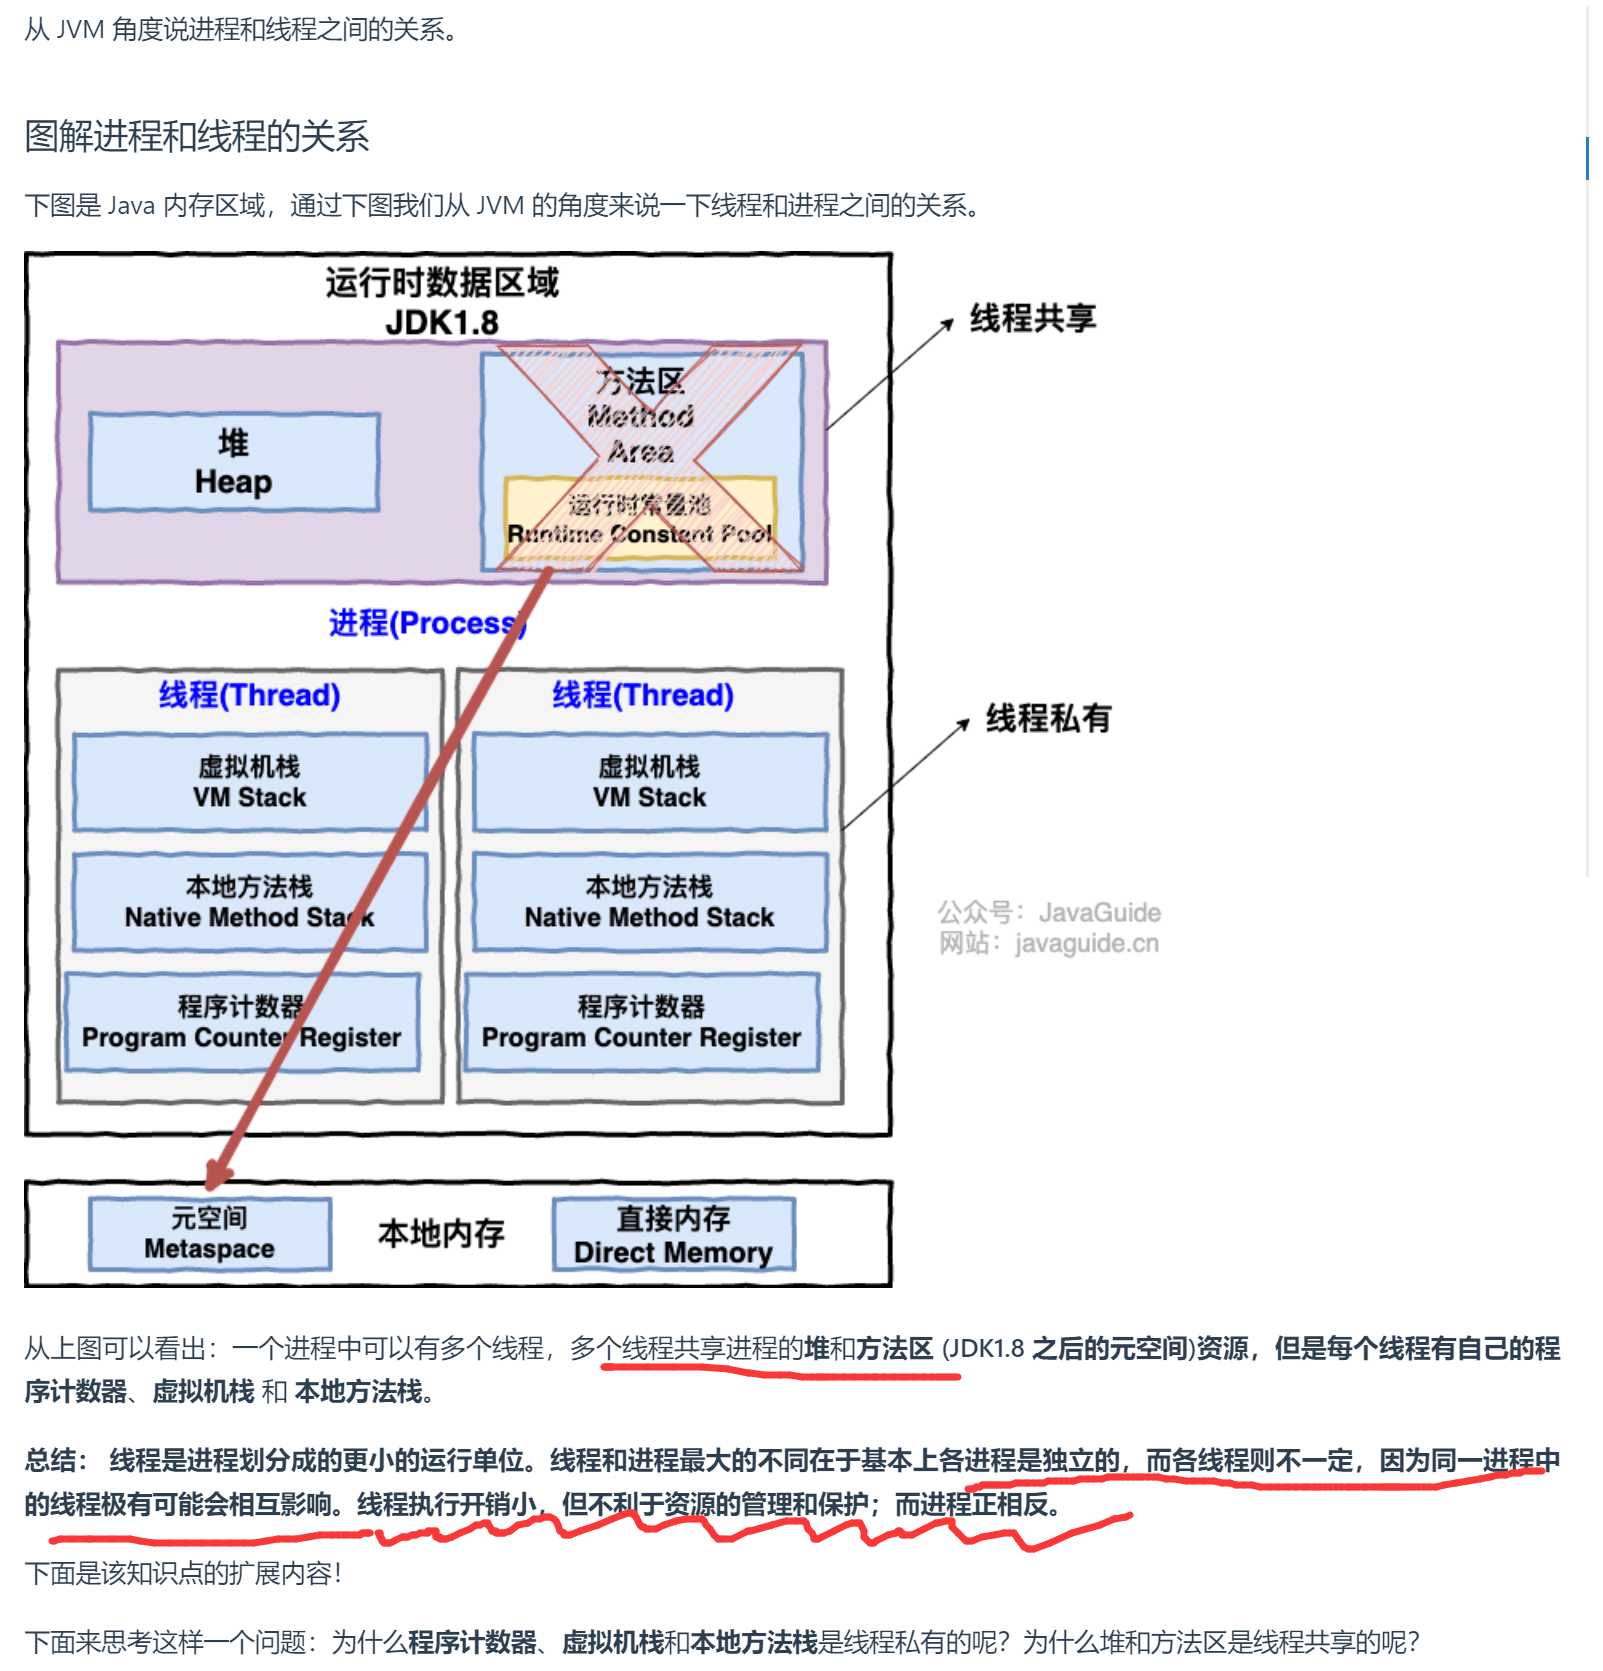 从 JVM 角度说进程和线程之间的关系。
图解进程和线程的关系
下图是 Java 内存区域，通过下图我们从 JVM 的角度来说一下线程和进程之间的关系。
运行时数据区域
JDK1.8
线程共享
堆
Heap
方法区
Method
Area
运行时常量池
Runtime Constant Pool
进程(Process)
线程(Thread)
虚拟机栈
VM Stack
本地方法栈
Native Method Stack
程序计数器
Program Counter Register
线程(Thread)
虚拟机栈
VM Stack
本地方法栈
Native Method Stack
程序计数器
Program Counter Register
线程私有
公众号：JavaGuide
网站：javaguide.cn
元空间
Metaspace
本地内存
直接内存
Direct Memory
从上图可以看出：一个进程中可以有多个线程，多个线程共享进程的堆和方法区 (JDK1.8 之后的元空间)资源，但是每个线程有自己的程
序计数器、虚拟机栈 和 本地方法栈。
总结： 线程是进程划分成的更小的运行单位。线程和进程最大的不同在于基本上各进程是独立的，而各线程则不一定，因为同一进程中
的线程极有可能会相互影响。线程执行开销小，但不利于资源的管理和保护；而进程正相反。
下面是该知识点的扩展内容！
下面来思考这样一个问题：为什么程序计数器、虚拟机栈和本地方法栈是线程私有的呢？为什么堆和方法区是线程共享的呢？